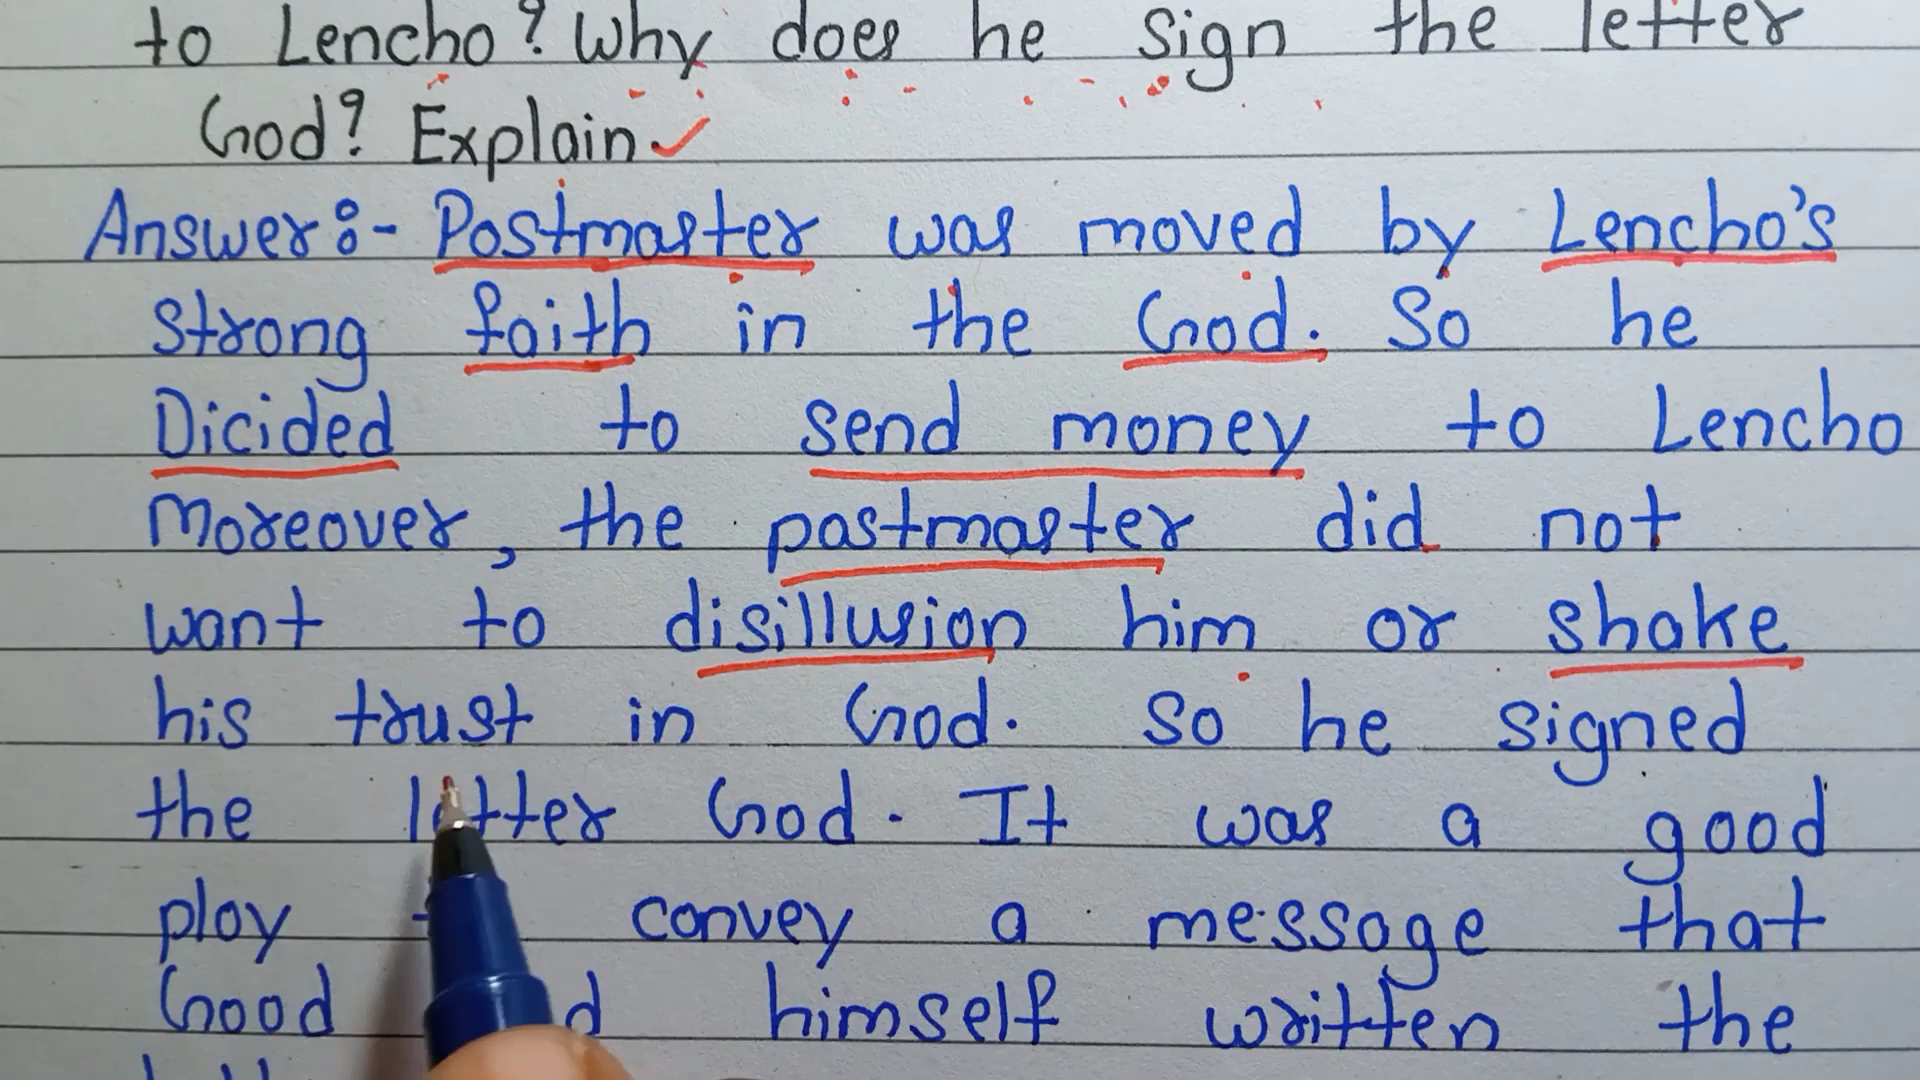 to Lencho? Why does he sign the letter
God? Explain
Answer:- Postmaster was moved by Lencho's
strong faith in the God. So he
Dicided to send money to Lencho
Moreover, the postmaster did not
want to disillusion him or shake
his trust in God. So he signed
the letter God. It was a good
ploy convey a message that
Good himself written the